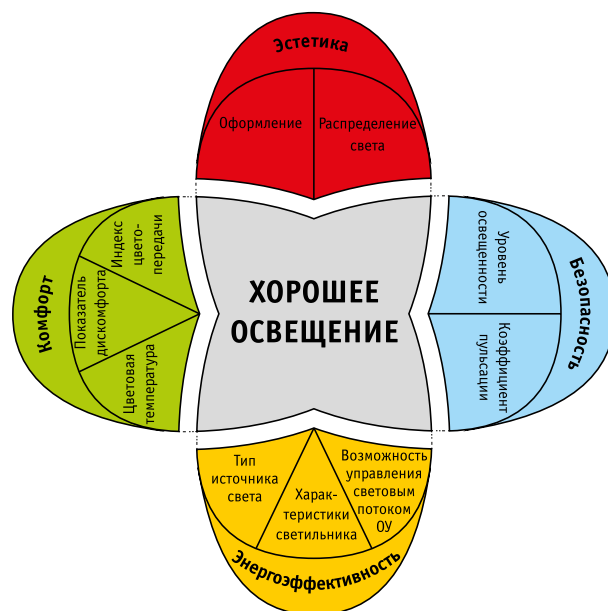 Эстетика
Оформление
Распределение
света
Комфорт
Индекс
цвето-
передачи
Показатель
дискомфорта
Цветовая
температура
ХОРОШЕЕ
ОСВЕЩЕНИЕ
Безопасность
Уровень
освещенности
Коэффициент
пульсации
Тип
источника
света
Харак-
теристики
светильника
Возможность
управления
световым
потоком
ОУ
Энергоэффективность